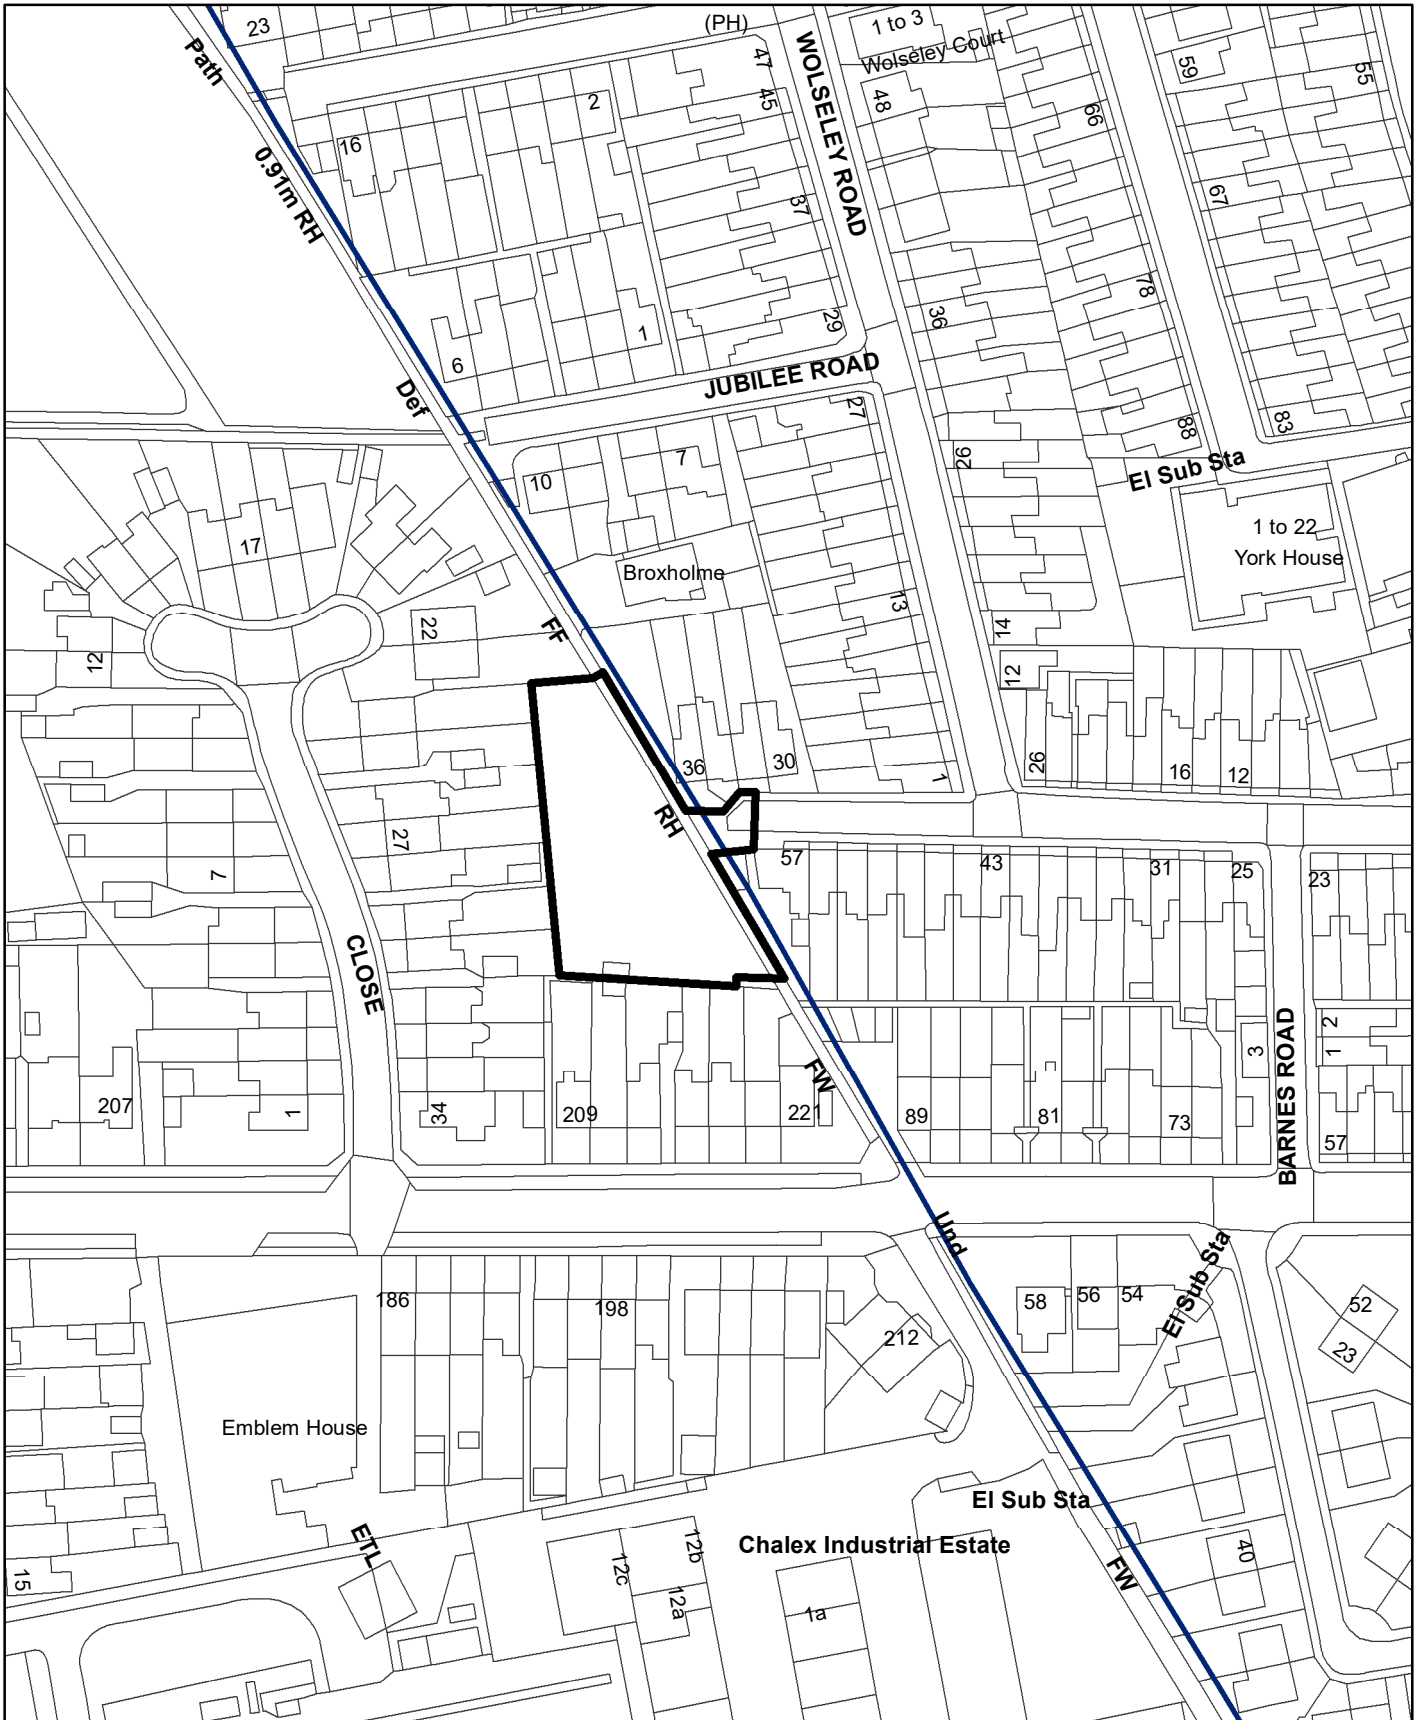 23
(PH)
1 to 3
Wolseley Court
Path
47
WOLSELEY ROAD
59
55
2
45
48
66
16
0.91m RH
37
67
78
1
29
36
6
JUBILEE ROAD
Def
27
83
88
7
26
El Sub Sta
10
17
1 to 22
York House
Broxholme
13
FF
22
14
12
12
36
30
1
26
16
12
RH
27
7
57
43
31
25
23
CLOSE
BARNES ROAD
2
1
3
FW
207
1
34
209
221
89
81
73
57
Und
El Sub Sta
186
198
58
56
54
52
23
212
Emblem House
El Sub Sta
ETL
12b
Chalex Industrial Estate
40
15
12c
12a
1a
FW